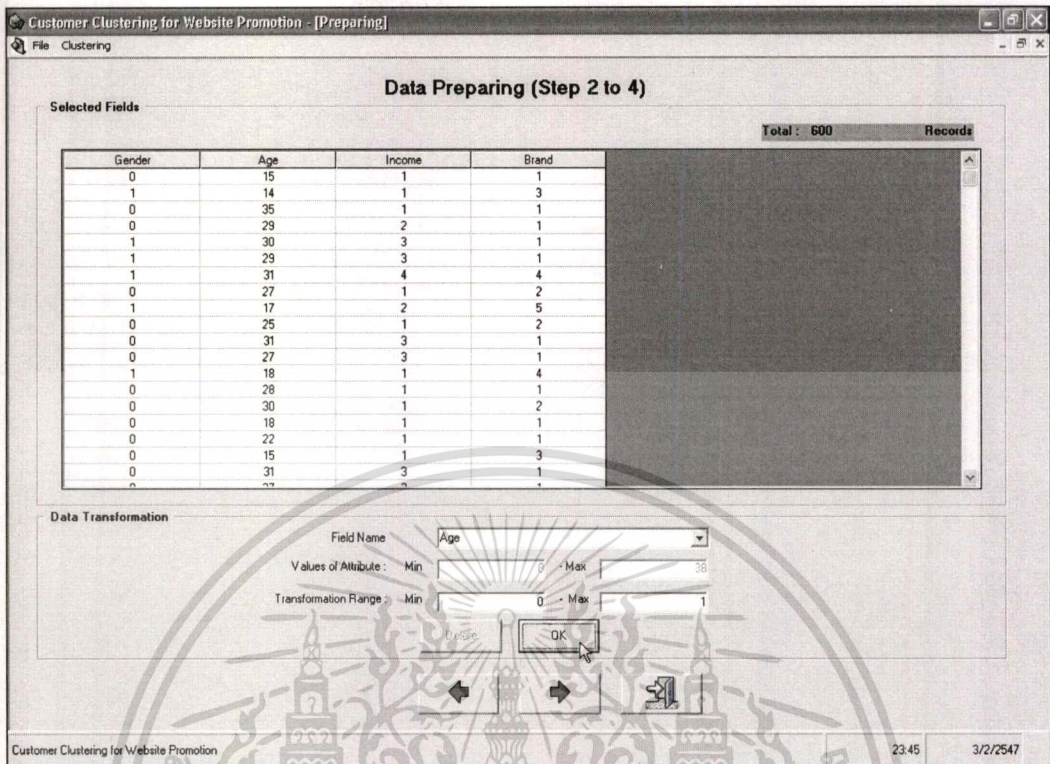 Customer Clustering for Website Promotion - [Preparing]
File Clustering
Data Preparing (Step 2 to 4)
Selected Fields
Total : 600 Records
Gender Age Income Brand
0 15 1 1
1 14 1 3
0 35 1 1
0 29 2 1
1 30 3 1
1 29 3 1
1 31 4 4
0 27 1 2
1 17 2 5
0 25 1 2
0 31 3 1
0 27 3 1
1 18 1 4
0 28 1 1
0 30 1 2
0 18 1 1
0 22 1 1
0 15 1 3
0 31 3 1
Data Transformation
Field Name Age
Values of Attribute : Min - Max 38
Transformation Range : Min 0 - Max 1
OK
Customer Clustering for Website Promotion 23:45 3/2/2547